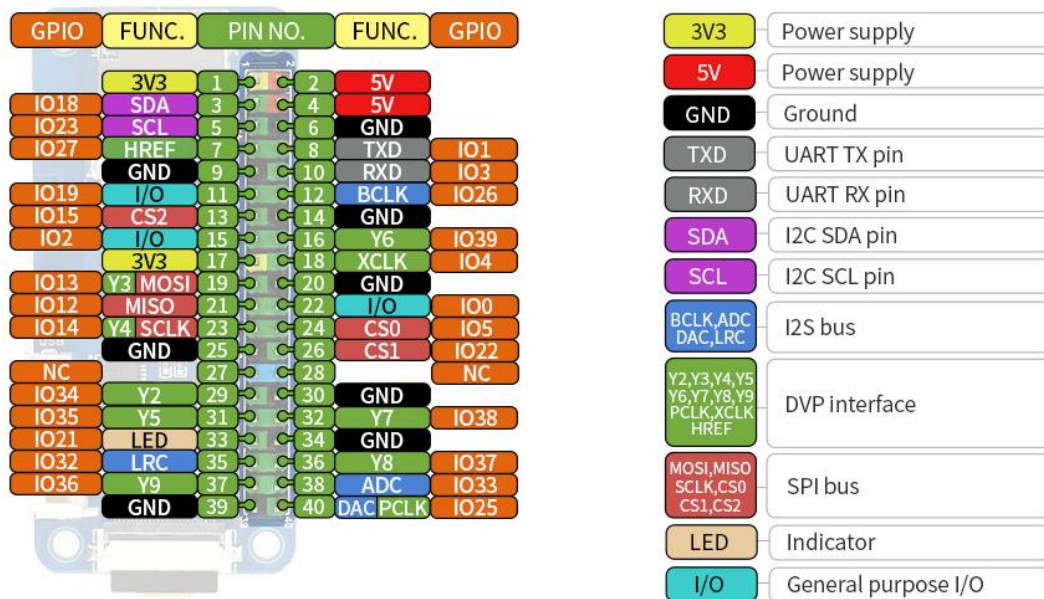 GPIO FUNC. PIN NO. FUNC. GPIO
3V3 1 2 5V
IO18 SDA 3 4 5V
IO23 SCL 5 6 GND
IO27 HREF 7 8 TXD IO1
GND 9 10 RXD IO3
IO19 I/O 11 12 BCLK IO26
IO15 CS2 13 14 GND
IO2 I/O 15 16 Y6 IO39
3V3 17 18 XCLK IO4
IO13 Y3 MOSI 19 20 GND
IO12 MISO 21 22 I/O IO0
IO14 Y4 SCLK 23 24 CS0 IO5
GND 25 26 CS1 IO22
NC 27 28 NC
IO34 Y2 29 30 GND
IO35 Y5 31 32 Y7 IO38
IO21 LED 33 34 GND
IO32 LRC 35 36 Y8 IO37
IO36 Y9 37 38 ADC IO33
GND 39 40 DAC PCLK IO25
3V3 Power supply
5V Power supply
GND Ground
TXD UART TX pin
RXD UART RX pin
SDA I2C SDA pin
SCL I2C SCL pin
BCLK,ADC
DAC,LRC
I2S bus
Y2,Y3,Y4,Y5
Y6,Y7,Y8,Y9
PCLK,XCLK
HREF
DVP interface
MOSI,MISO
SCLK,CS0
CS1,CS2
SPI bus
LED Indicator
I/O General purpose I/O